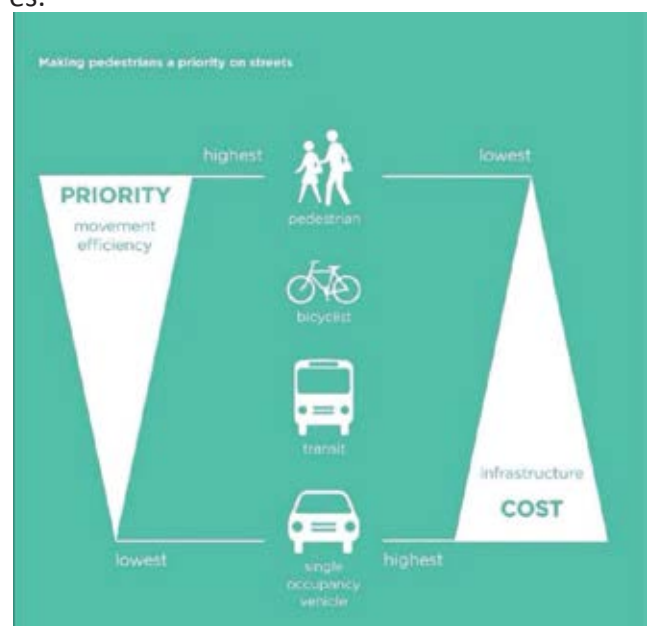 es.
Making pedestrians a priority on streets
highest
lowest
PRIORITY
movement
efficiency
pedestrian
bicyclist
transit
infrastructure
COST
lowest
highest
single
occupancy
vehicle